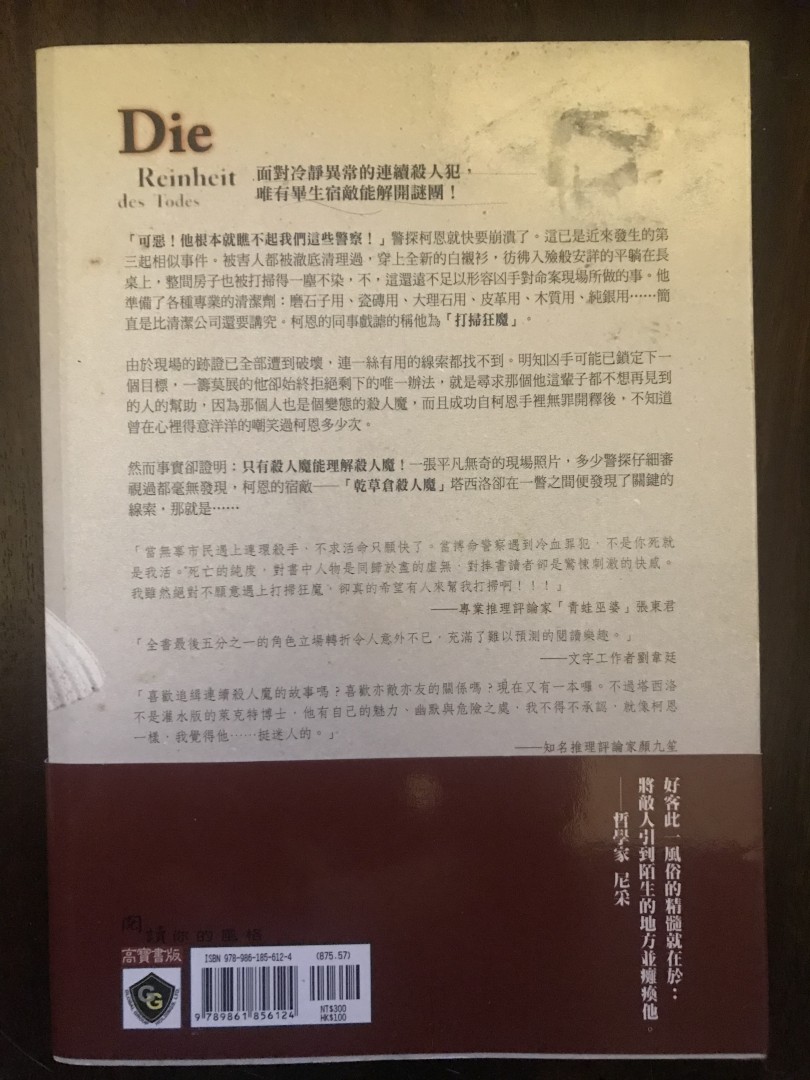 Die
Reinheit
des Todes
面對冷靜異常的連續殺人犯，
唯有畢生宿敵能解開謎團！
「可惡！他根本就瞧不起我們這些警察！」警探柯恩就快要崩潰了。這已是近來發生的第
三起相似事件。被害人都被澈底清理過，穿上全新的白襯衫，彷彿入殮般安詳的平躺在長
桌上，整間房子也被打掃得一塵不染，不，這還遠不足以形容凶手對命案現場所做的事。他
準備了各種專業的清潔劑：磨石子用、瓷磚用、大理石用、皮革用、木質用、純銀用……簡
直是比清潔公司還要講究。柯恩的同事戲謔的稱他為「打掃狂魔」。
由於現場的跡證已全部遭到破壞，連一絲有用的線索都找不到。明知凶手可能已鎖定下一
個目標，一籌莫展的他卻始終拒絕剩下的唯一辦法，就是尋求那個他這輩子都不想再見到
的人的幫助，因為那個人也是個變態的殺人魔，而且成功自柯恩手裡無罪開釋後，不知道
曾在心裡得意洋洋的嘲笑過柯恩多少次。
然而事實卻證明：只有殺人魔能理解殺人魔！一張平凡無奇的現場照片，多少警探仔細審
視過都毫無發現，柯恩的宿敵——「乾草倉殺人魔」塔西洛卻在一瞥之間便發現了關鍵的
線索，那就是……
「當無辜市民遇上連環殺手，不求活命只願快了。當搏命警察遇到冷血罪犯，不是你死就
是我活。『死亡的純度』，對書中人物是同歸於盡的虛無，對捧書讀者卻是驚悚刺激的快感。
我雖然絕對不願意遇上打掃狂魔，卻真的希望有人來幫我打掃啊！！！」
——專業推理評論家「青蛙巫婆」張東君
「全書最後五分之一的角色立場轉折令人意外不已，充滿了難以預測的閱讀樂趣。」
——文字工作者劉韋廷
「喜歡追緝連續殺人魔的故事嗎？喜歡亦敵亦友的關係嗎？現在又有一本囉。不過塔西洛
不是灌水版的萊克特博士，他有自己的魅力、幽默與危險之處，我不得不承認，就像柯恩
一樣，我覺得他……挺迷人的。」
——知名推理評論家顏九笙
好客此一風俗的精髓就在於：
將敵人引到陌生的地方並癱瘓他。
——哲學家 尼采
閱讀你的風格
高寶書版
GG
ISBN 978-986-185-612-4
(875.57)
9 789861 856124
NT$300
HK$100